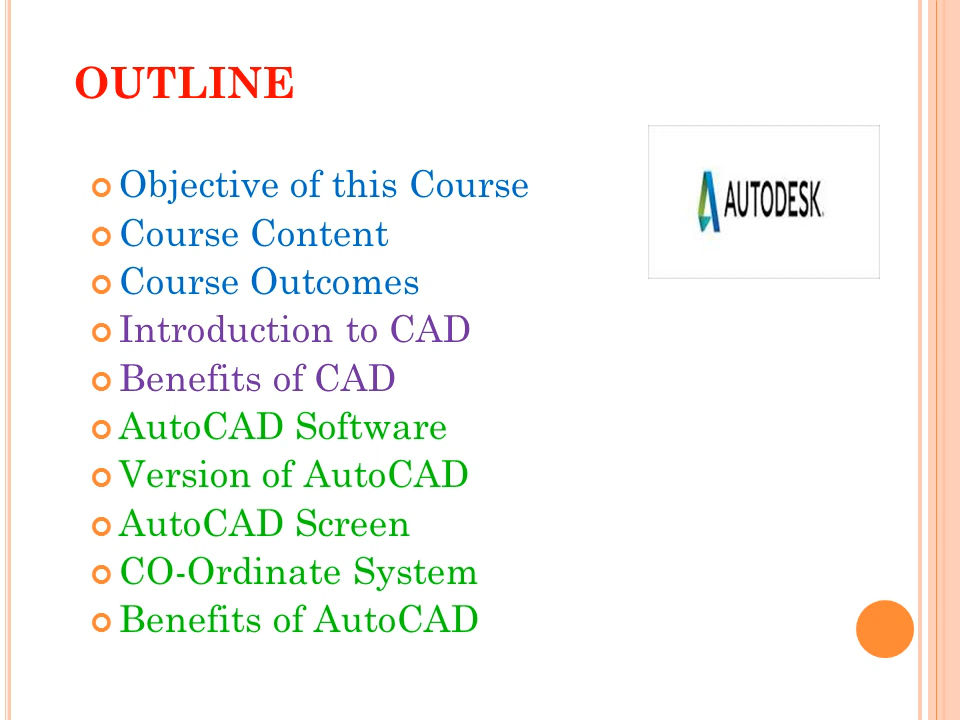 OUTLINE
Objective of this Course
Course Content
Course Outcomes
Introduction to CAD
Benefits of CAD
AutoCAD Software
Version of AutoCAD
AutoCAD Screen
CO-Ordinate System
Benefits of AutoCAD
AUTODESK.